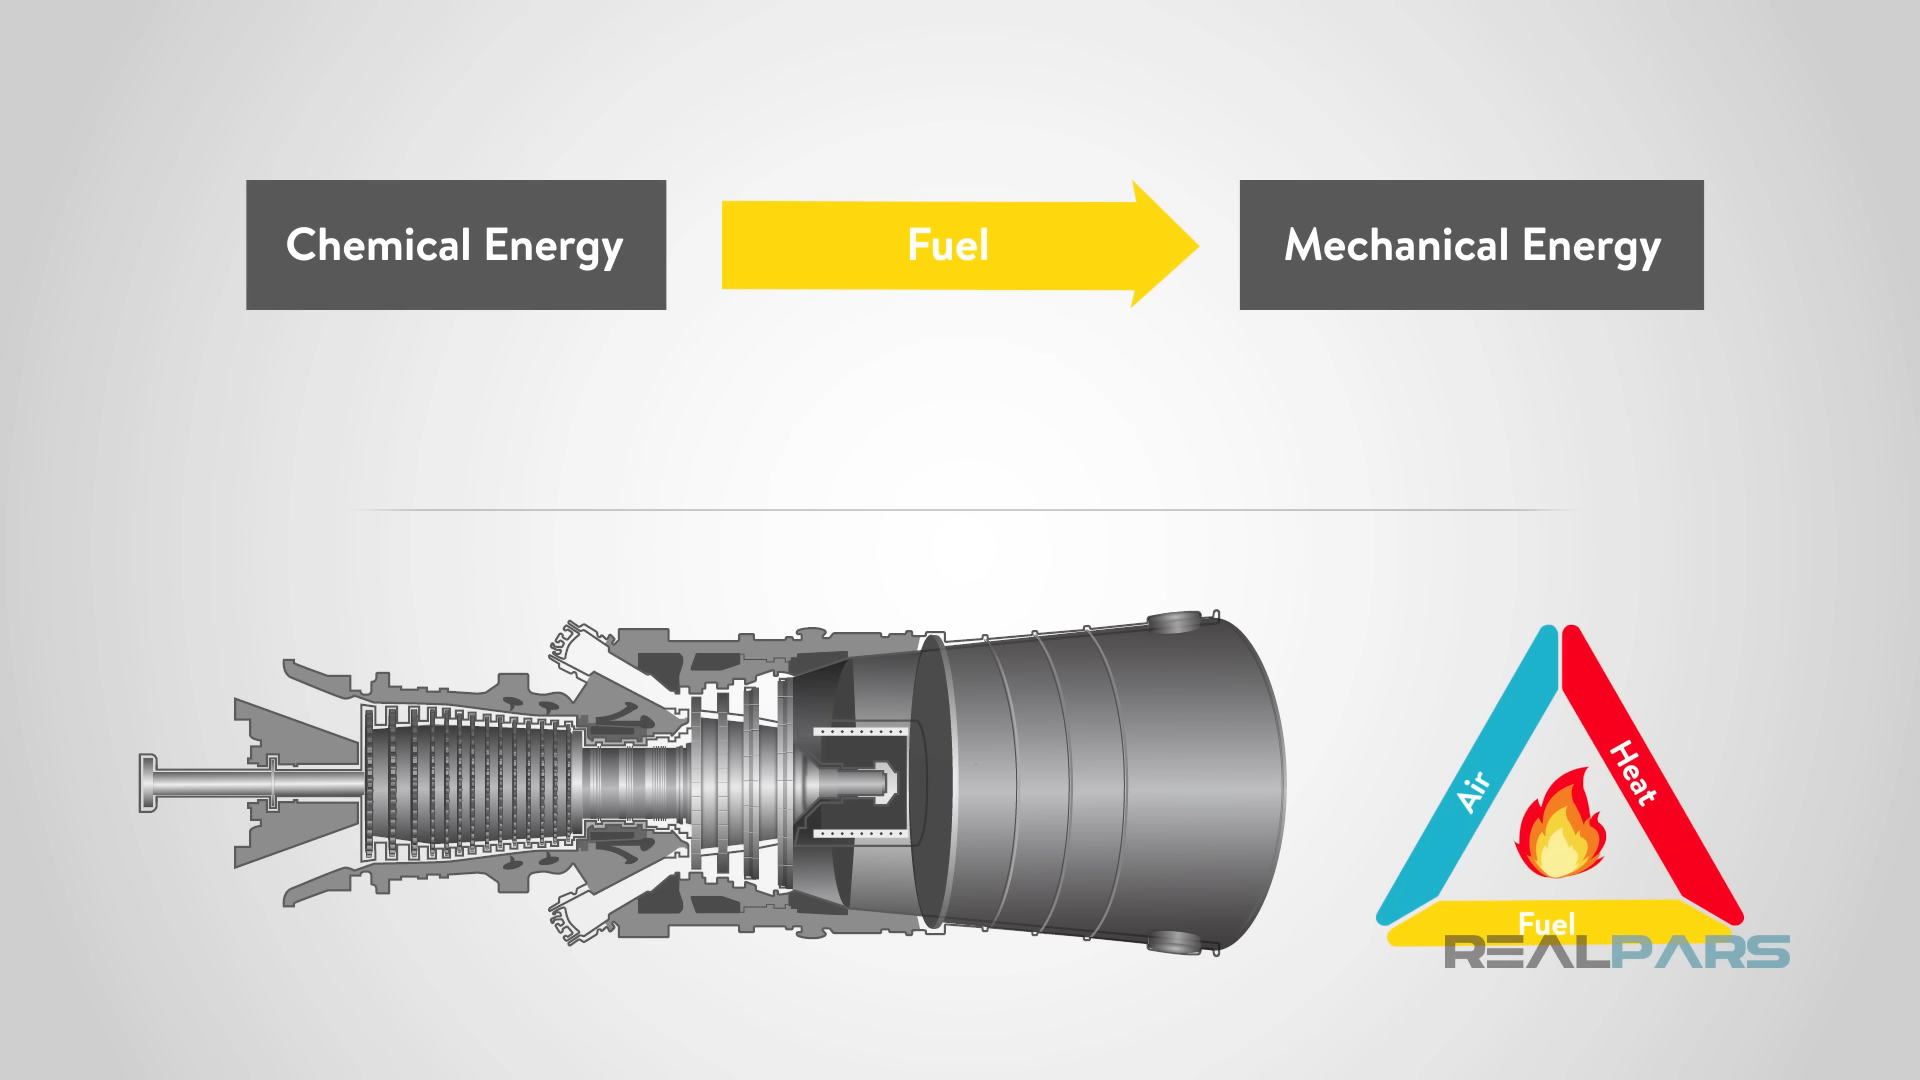 Chemical Energy
Fuel
Mechanical Energy
Air
Heat
Fuel
REALPARS